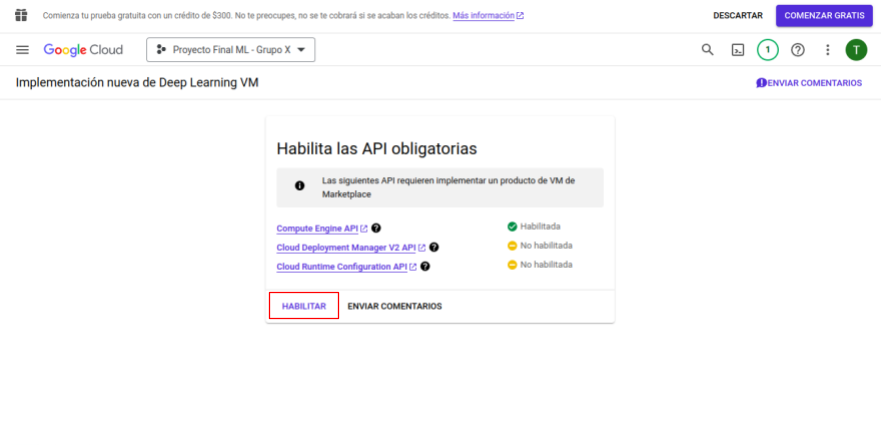 Comienza tu prueba gratuita con un crédito de $300. No te preocupes, no se te cobrará si se acaban los créditos. Más información
DESCARTAR
COMENZAR GRATIS
Google Cloud
Proyecto Final ML - Grupo X
1
T
Implementación nueva de Deep Learning VM
ENVIAR COMENTARIOS
Habilita las API obligatorias
Las siguientes API requieren implementar un producto de VM de
Marketplace
Compute Engine API
Habilitada
Cloud Deployment Manager V2 API
No habilitada
Cloud Runtime Configuration API
No habilitada
HABILITAR
ENVIAR COMENTARIOS